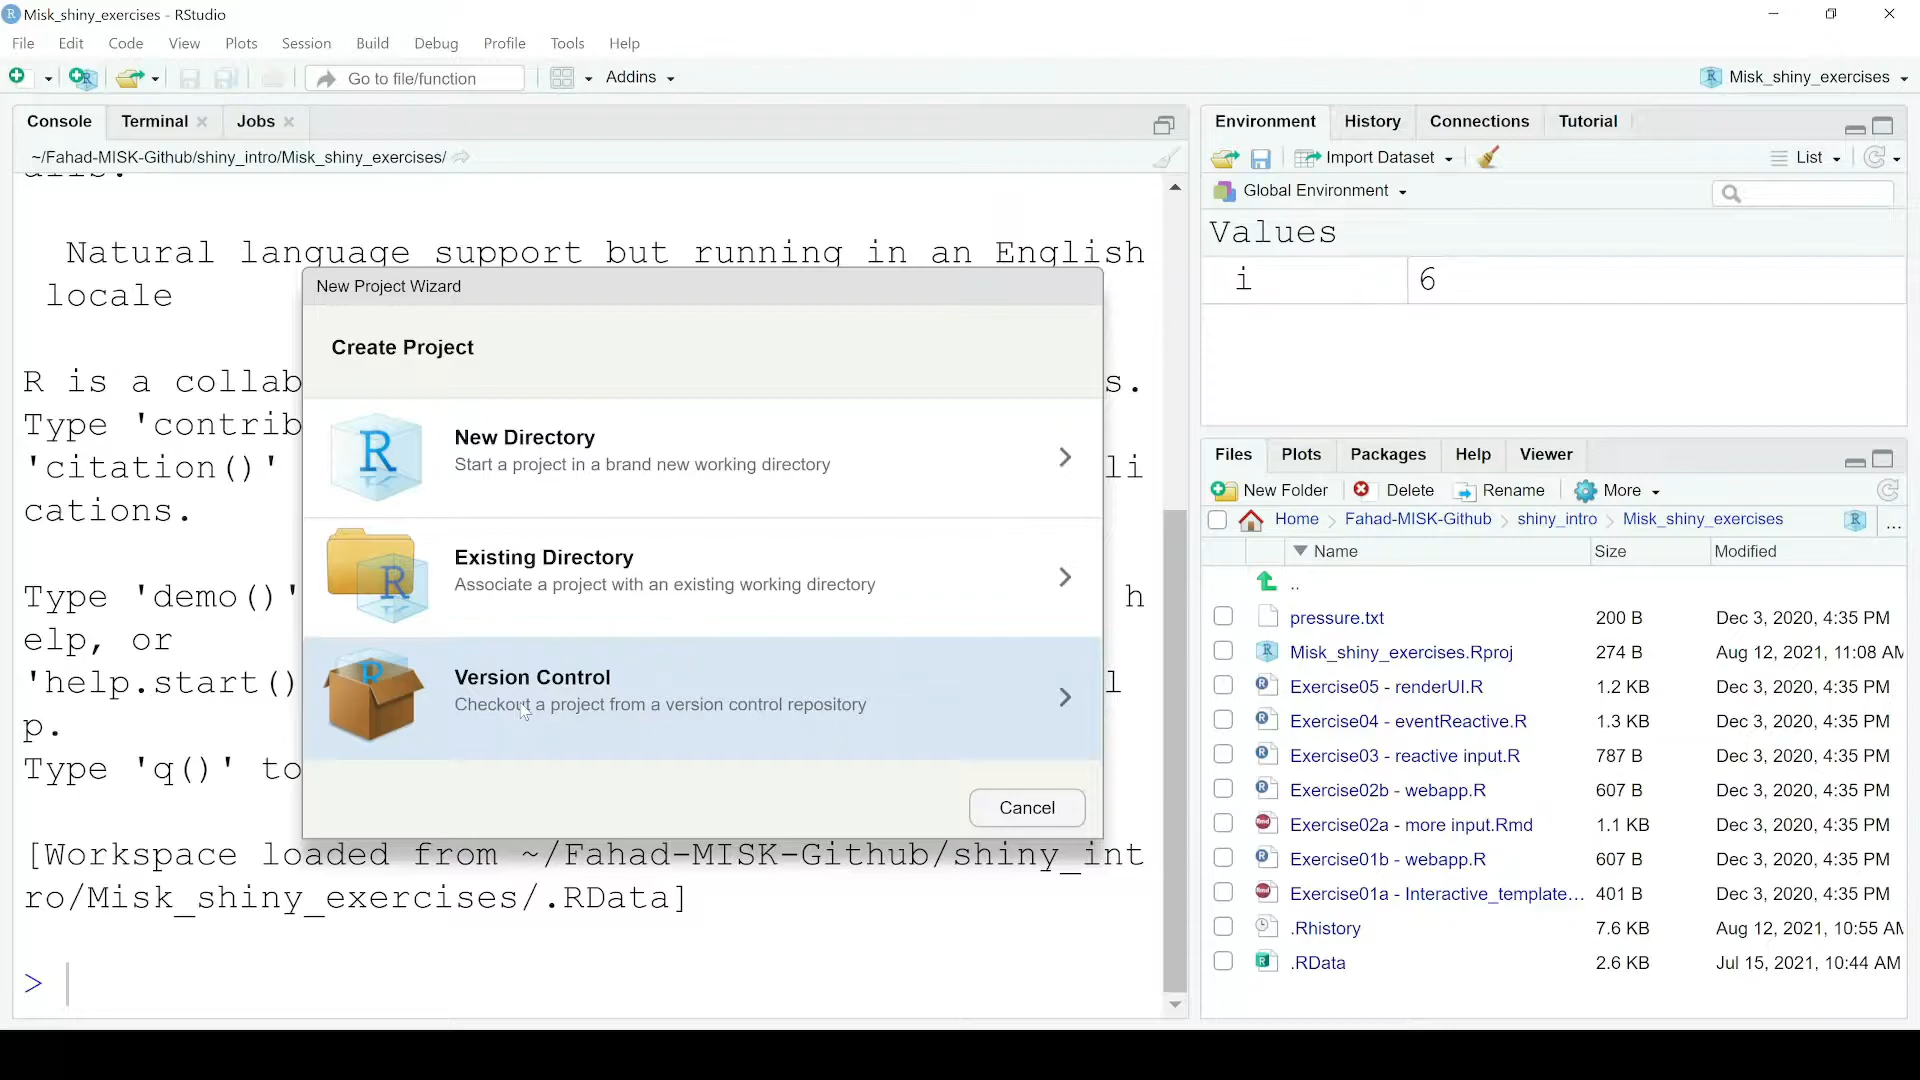 Misk_shiny_exercises - RStudio
File Edit Code View Plots Session Build Debug Profile Tools Help
Go to file/function Addins Misk_shiny_exercises
Console Terminal Jobs
~/Fahad-MISK-Github/shiny_intro/Misk_shiny_exercises/
Natural language support but running in an English
locale
R is a collab s.
Type 'contrib
'citation()' li
cations.
Type 'demo()' h
elp, or
'help.start() l
p.
Type 'q()' to
[Workspace loaded from ~/Fahad-MISK-Github/shiny_int
ro/Misk_shiny_exercises/.RData]
>
New Project Wizard
Create Project
R
New Directory
Start a project in a brand new working directory
R
Existing Directory
Associate a project with an existing working directory
R
Version Control
Checkout a project from a version control repository
Cancel
Environment History Connections Tutorial
Import Dataset List
Global Environment
Values
i 6
Files Plots Packages Help Viewer
New Folder Delete Rename More
Home Fahad-MISK-Github shiny_intro Misk_shiny_exercises ...
Name Size Modified
..
pressure.txt 200 B Dec 3, 2020, 4:35 PM
Misk_shiny_exercises.Rproj 274 B Aug 12, 2021, 11:08 AM
Exercise05 - renderUI.R 1.2 KB Dec 3, 2020, 4:35 PM
Exercise04 - eventReactive.R 1.3 KB Dec 3, 2020, 4:35 PM
Exercise03 - reactive input.R 787 B Dec 3, 2020, 4:35 PM
Exercise02b - webapp.R 607 B Dec 3, 2020, 4:35 PM
Exercise02a - more input.Rmd 1.1 KB Dec 3, 2020, 4:35 PM
Exercise01b - webapp.R 607 B Dec 3, 2020, 4:35 PM
Exercise01a - Interactive_template... 401 B Dec 3, 2020, 4:35 PM
.Rhistory 7.6 KB Aug 12, 2021, 10:55 AM
.RData 2.6 KB Jul 15, 2021, 10:44 AM